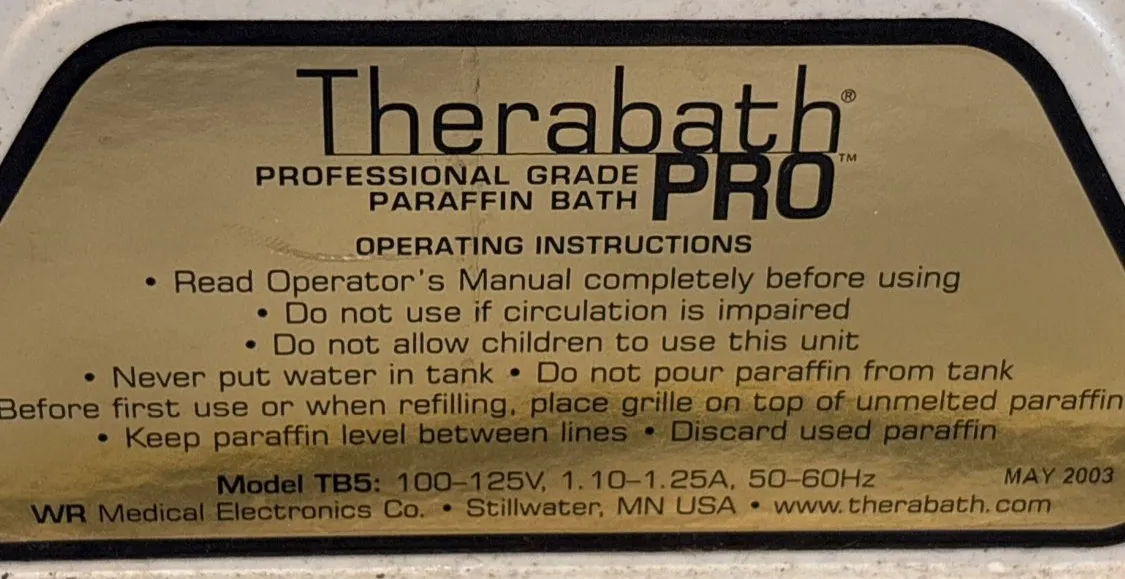 Therabath®
PROFESSIONAL GRADE
PARAFFIN BATH
PRO™
OPERATING INSTRUCTIONS
• Read Operator's Manual completely before using
• Do not use if circulation is impaired
• Do not allow children to use this unit
• Never put water in tank • Do not pour paraffin from tank
Before first use or when refilling, place grille on top of unmelted paraffin
• Keep paraffin level between lines • Discard used paraffin
Model TB5: 100–125V, 1.10–1.25A, 50–60Hz
MAY 2003
WR Medical Electronics Co. • Stillwater, MN USA • www.therabath.com